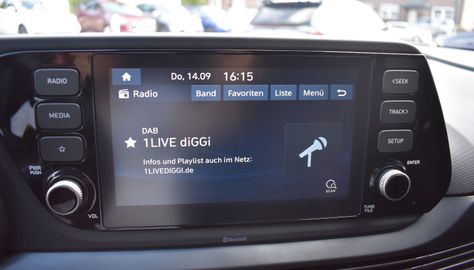 RADIO
MEDIA
PWR
PUSH
VOL
Do, 14.09 16:15
Radio
Band Favoriten Liste Menü
DAB
1LIVE diGGi
Infos und Playlist auch im Netz:
1LIVEDIGGI.de
SCAN
<SEEK
TRACK>
SETUP
ENTER
TUNE
FILE
Bluetooth